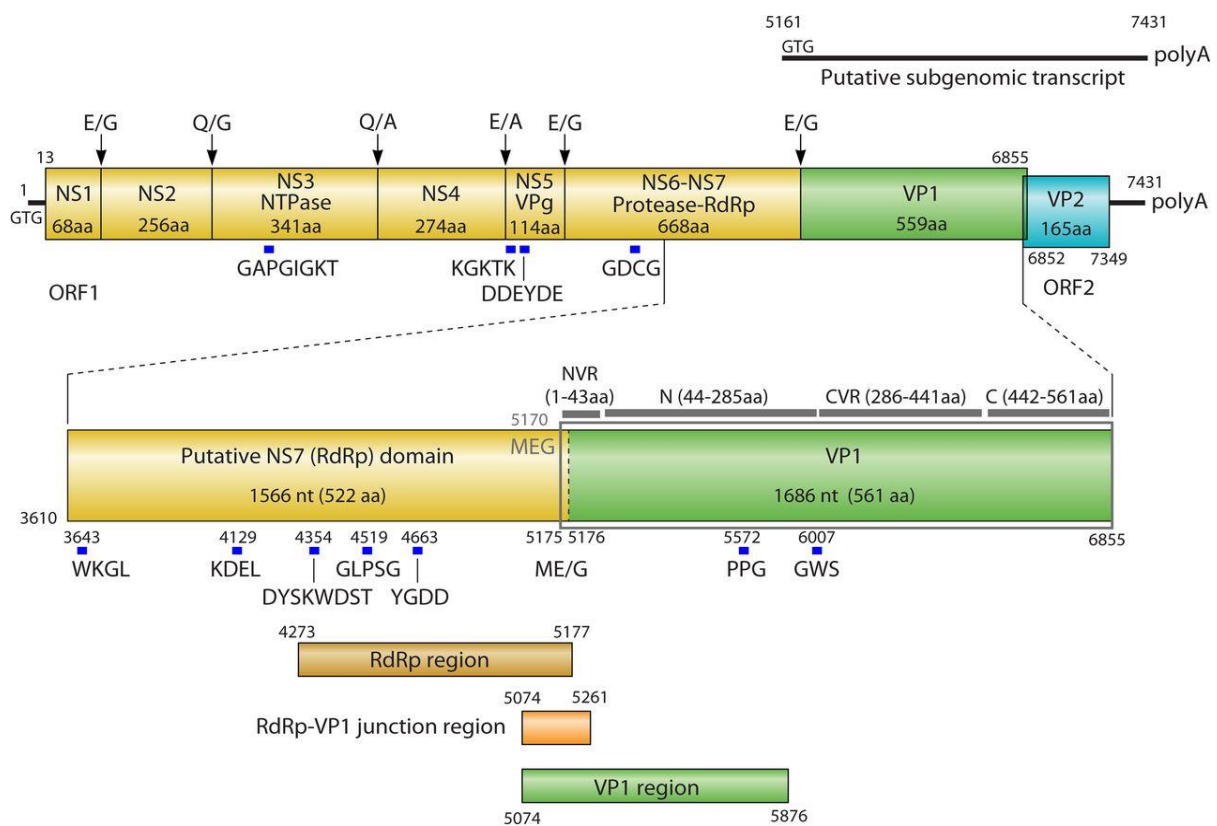 5161 7431
GTG
polyA
Putative subgenomic transcript
E/G Q/G Q/A E/A E/G E/G
13 6855
1 7431
GTG polyA
NS1 NS2 NS3 NS4 NS5 NS6-NS7 VP1 VP2
NTPase VPg Protease-RdRp
68aa 256aa 341aa 274aa 114aa 668aa 559aa 165aa
6852 7349
GAPGIGKT KGKTK GDCG
DDEYDE
ORF1 ORF2
NVR
(1-43aa) N (44-285aa) CVR (286-441aa) C (442-561aa)
5170
MEG
Putative NS7 (RdRp) domain VP1
1566 nt (522 aa) 1686 nt (561 aa)
3610
3643 4129 4354 4519 4663 5175 5176 5572 6007 6855
WKGL KDEL GLPSG ME/G PPG GWS
DYSKWDST YGDD
4273 5177
RdRp region
5074 5261
RdRp-VP1 junction region
VP1 region
5074 5876